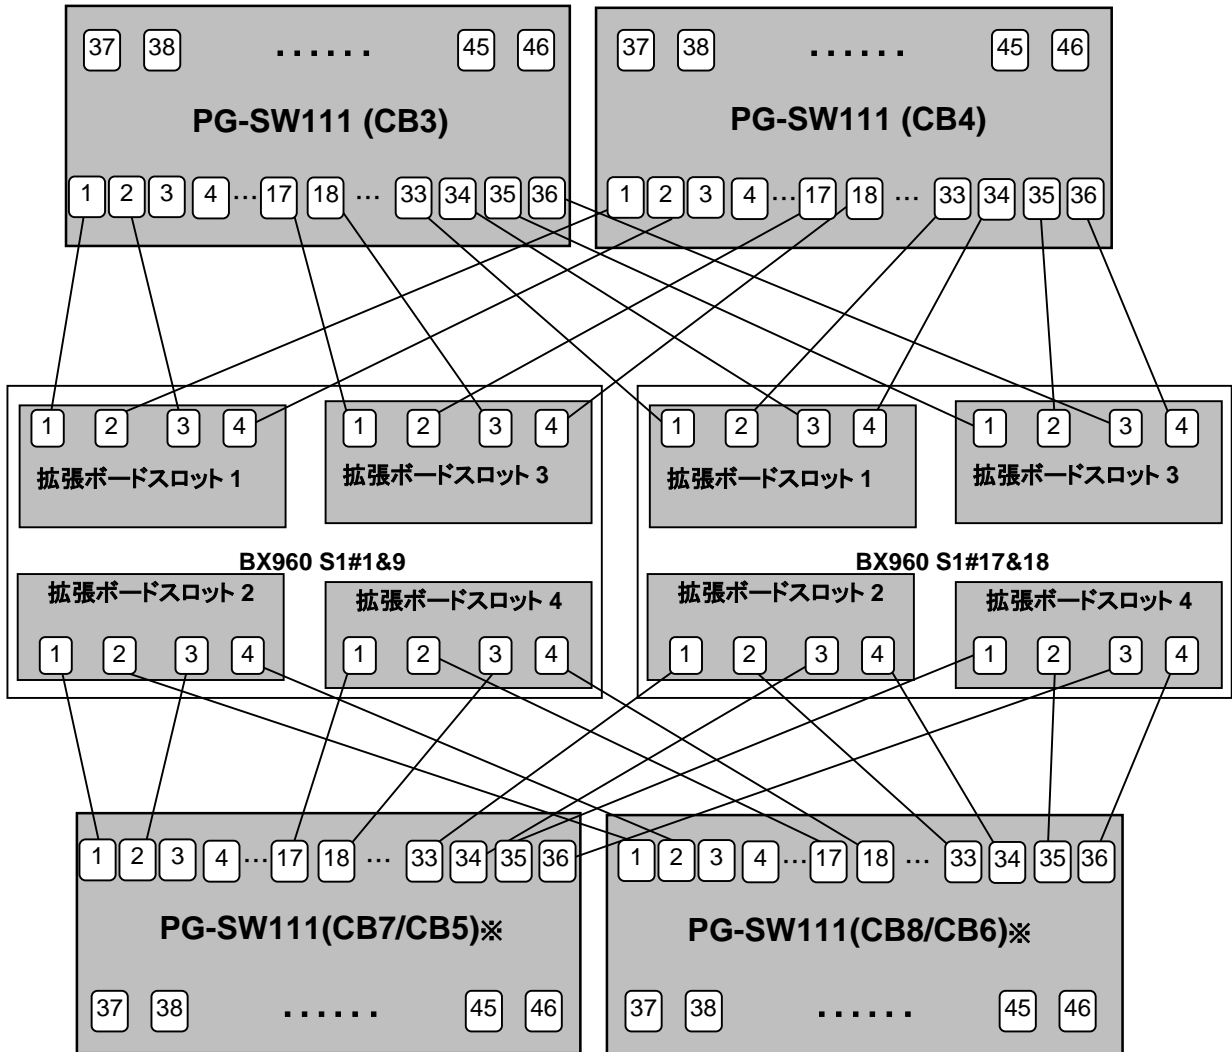 37 38 ······ 45 46
PG-SW111 (CB3)
1 2 3 4 ... 17 18 ... 33 34 35 36
37 38 ······ 45 46
PG-SW111 (CB4)
1 2 3 4 ... 17 18 ... 33 34 35 36
1 2 3 4
拡張ボードスロット 1
1 2 3 4
拡張ボードスロット 3
BX960 S1#1&9
拡張ボードスロット 2
1 2 3 4
拡張ボードスロット 4
1 2 3 4
1 2 3 4
拡張ボードスロット 1
1 2 3 4
拡張ボードスロット 3
BX960 S1#17&18
拡張ボードスロット 2
1 2 3 4
拡張ボードスロット 4
1 2 3 4
1 2 3 4 ... 17 18 ... 33 34 35 36
PG-SW111(CB7/CB5)※
37 38 ······ 45 46
1 2 3 4 ... 17 18 ... 33 34 35 36
PG-SW111(CB8/CB6)※
37 38 ······ 45 46